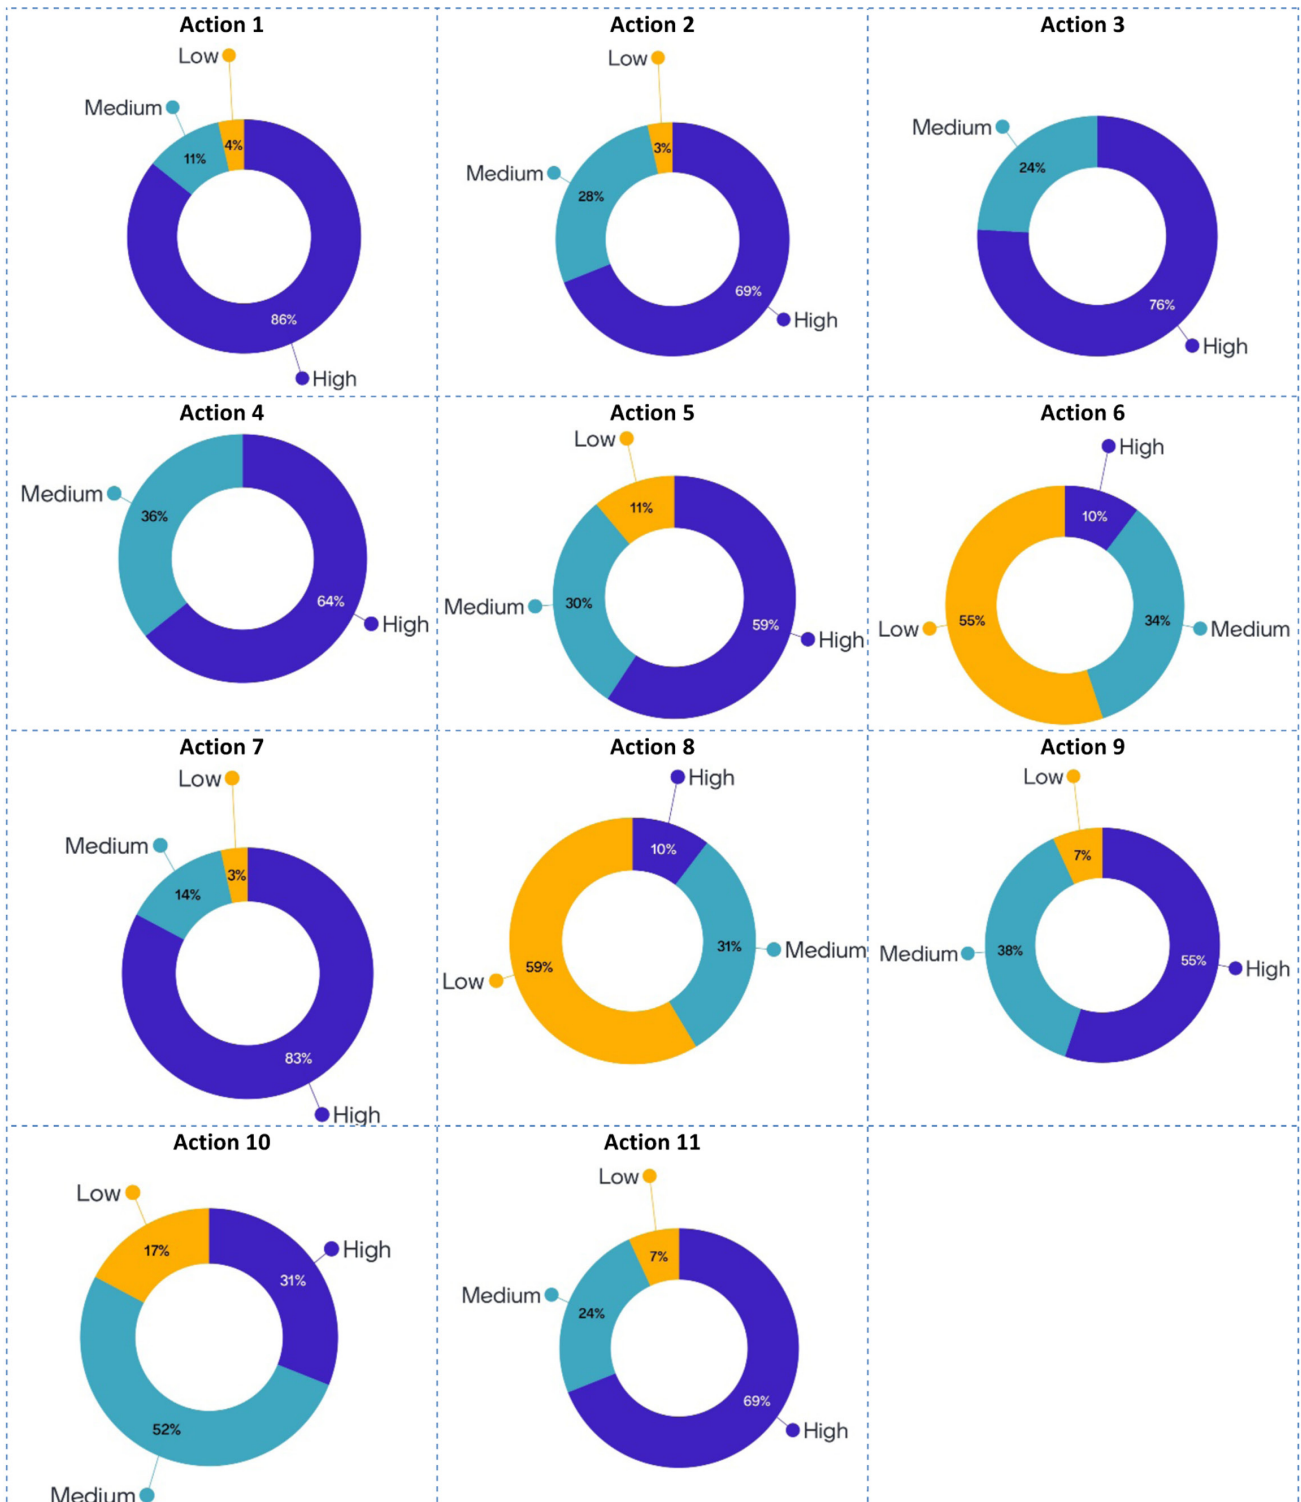 Action 1
Low
Medium
4%
11%
86%
High
Action 2
Low
Medium
3%
28%
69%
High
Action 3
Medium
24%
76%
High
Action 4
Medium
36%
64%
High
Action 5
Low
11%
Medium
30%
59%
High
Action 6
High
10%
Low
55%
34%
Medium
Action 7
Low
Medium
3%
14%
83%
High
Action 8
High
10%
31%
Medium
59%
Low
Action 9
Low
7%
Medium
38%
55%
High
Action 10
Low
17%
High
31%
52%
Medium
Action 11
Low
7%
Medium
24%
69%
High